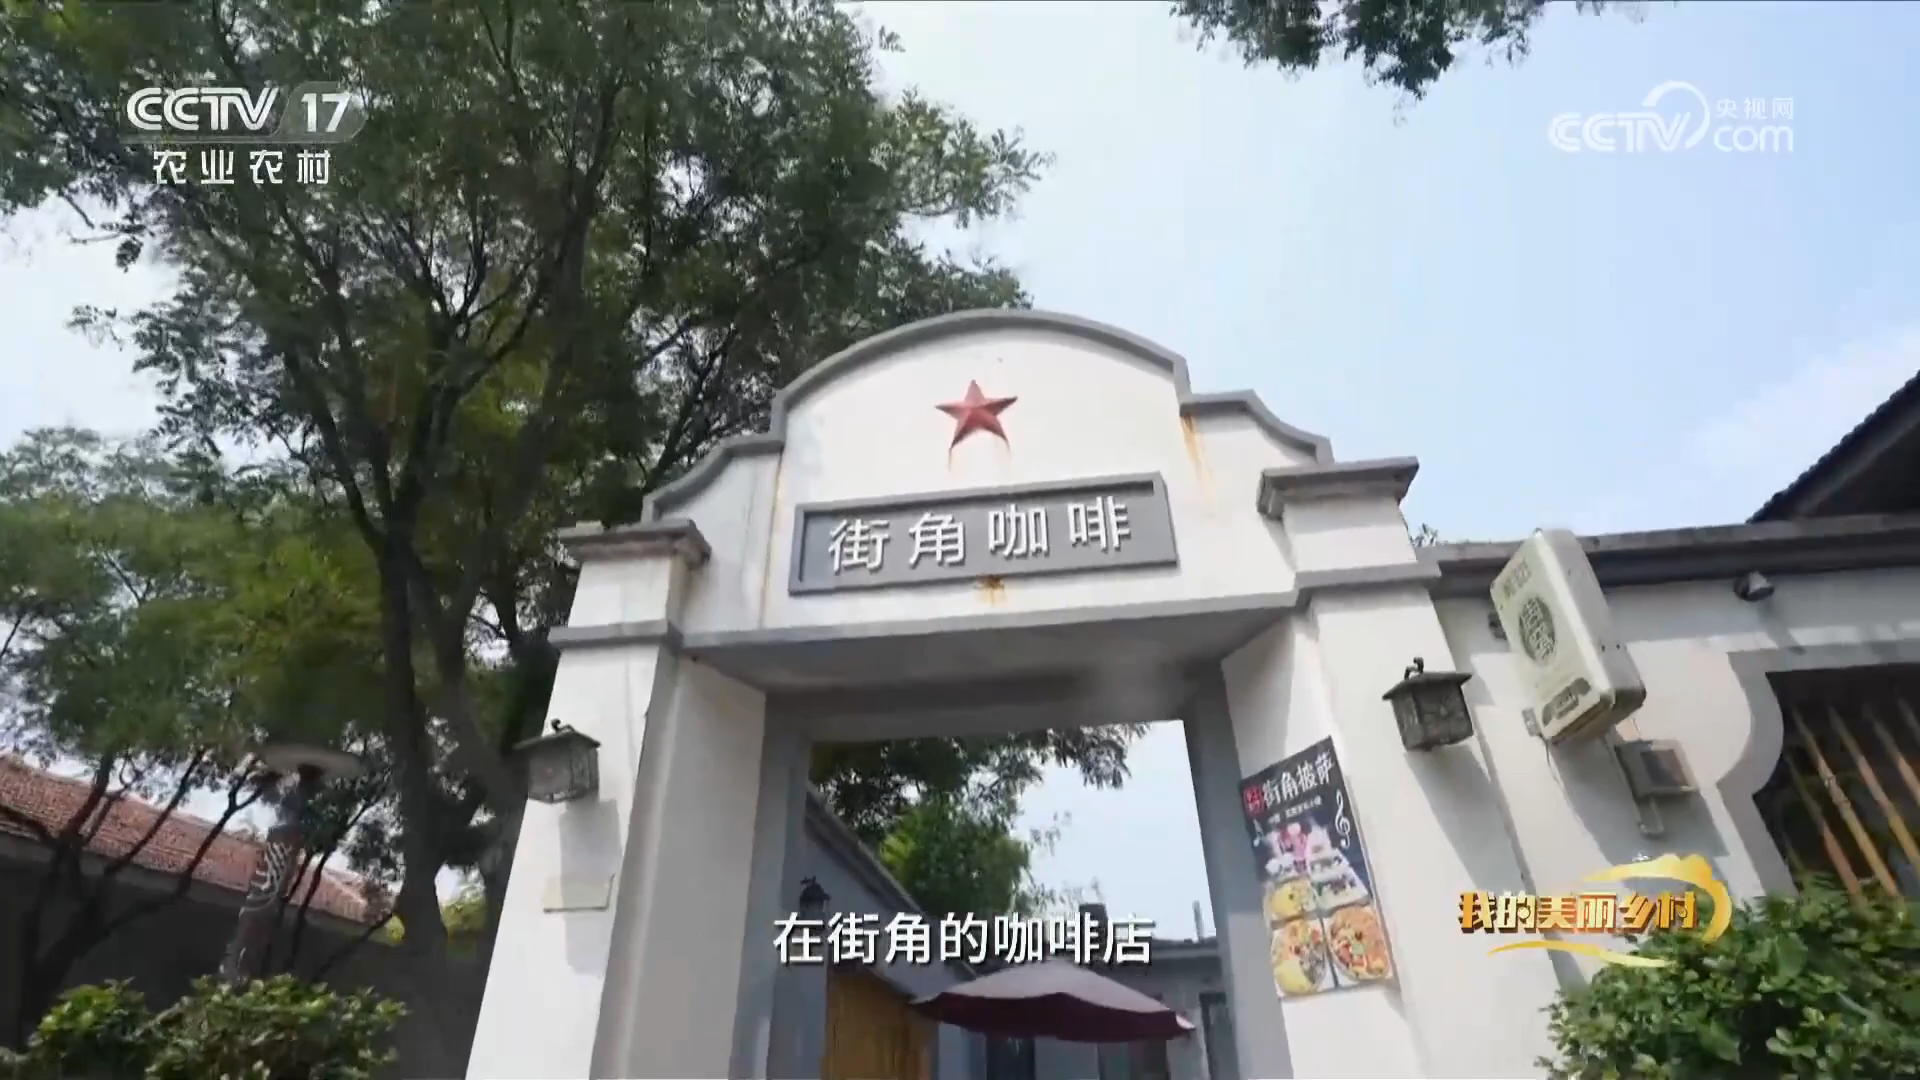 CCTV 17
农业农村
CCTV 央视网
com
街角咖啡
街角披萨
我的美丽乡村
在街角的咖啡店